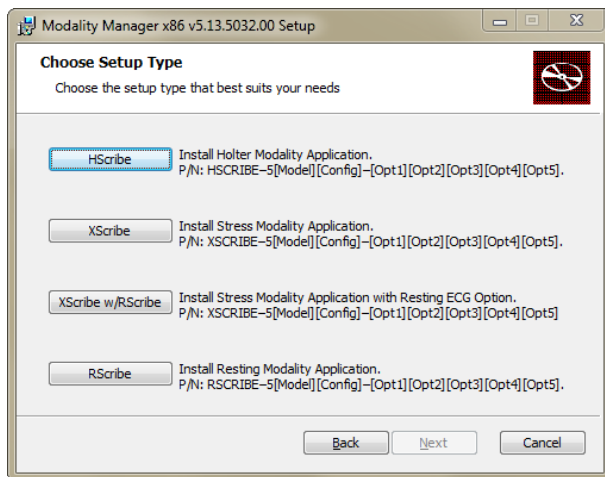 Modality Manager x86 v5.13.5032.00 Setup
Choose Setup Type
Choose the setup type that best suits your needs
HScribe
Install Holter Modality Application.
P/N: HSCRIBE–5[Model][Config]–[Opt1][Opt2][Opt3][Opt4][Opt5].
XScribe
Install Stress Modality Application.
P/N: XSCRIBE–5[Model][Config]–[Opt1][Opt2][Opt3][Opt4][Opt5].
XScribe w/RScribe
Install Stress Modality Application with Resting ECG Option.
P/N: XSCRIBE–5[Model][Config]–[Opt1][Opt2][Opt3][Opt4][Opt5]
RScribe
Install Resting Modality Application.
P/N: RSCRIBE–5[Model][Config]–[Opt1][Opt2][Opt3][Opt4][Opt5].
Back Next Cancel